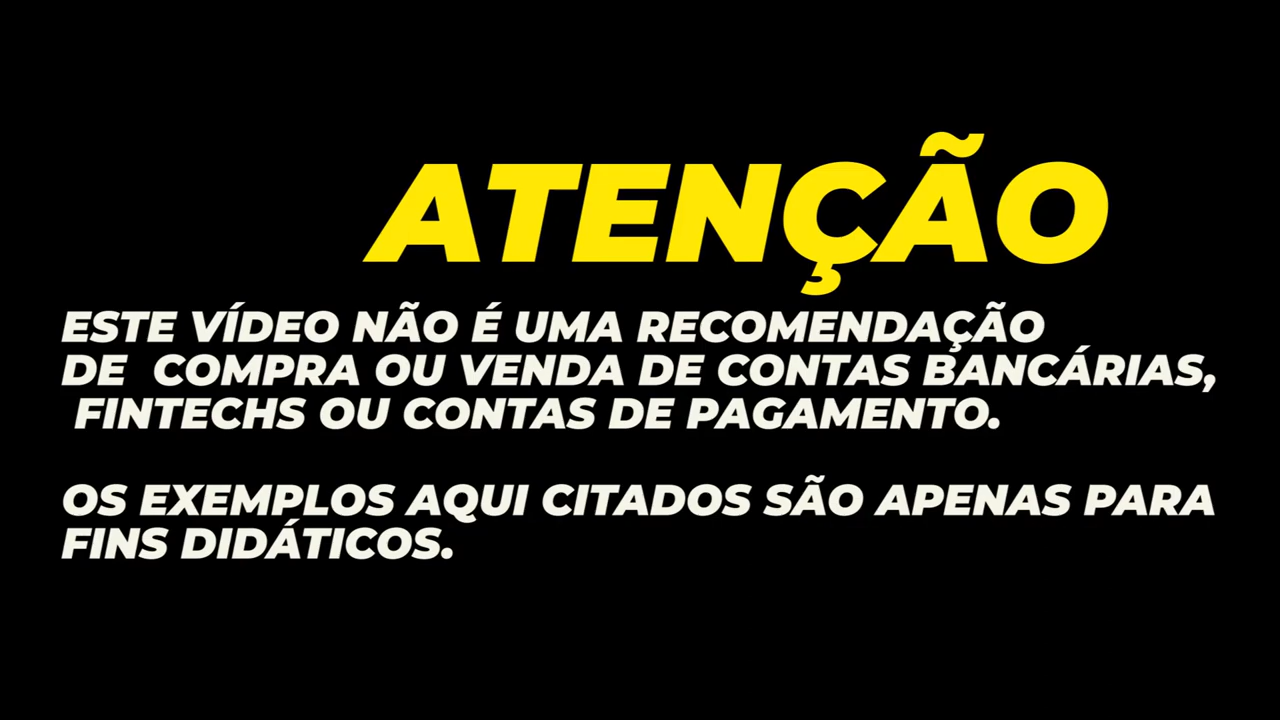 ATENÇÃO
ESTE VÍDEO NÃO É UMA RECOMENDAÇÃO
DE COMPRA OU VENDA DE CONTAS BANCÁRIAS,
FINTECHS OU CONTAS DE PAGAMENTO.
OS EXEMPLOS AQUI CITADOS SÃO APENAS PARA
FINS DIDÁTICOS.